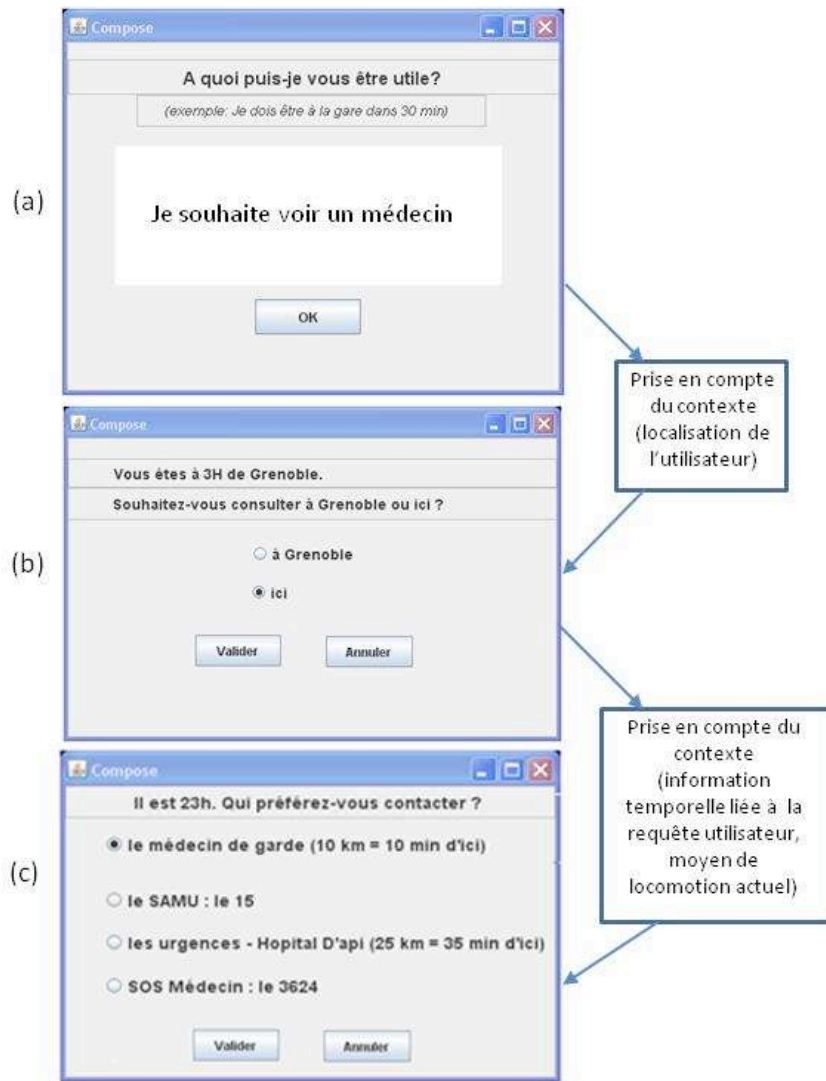 Compose
A quoi puis-je vous être utile?
(exemple: Je dois être à la gare dans 30 min)
(a)
Je souhaite voir un médecin
OK
Prise en compte
du contexte
(localisation de
l'utilisateur)
Compose
Vous êtes à 3H de Grenoble.
Souhaitez-vous consulter à Grenoble ou ici ?
(b)
à Grenoble
ici
Valider Annuler
Prise en compte du
contexte
(information
temporelle liée à la
requête utilisateur,
moyen de
locomotion actuel)
Compose
Il est 23h. Qui préférez-vous contacter ?
(c)
le médecin de garde (10 km = 10 min d'ici)
le SAMU : le 15
les urgences - Hopital D'api (25 km = 35 min d'ici)
SOS Médecin : le 3624
Valider Annuler